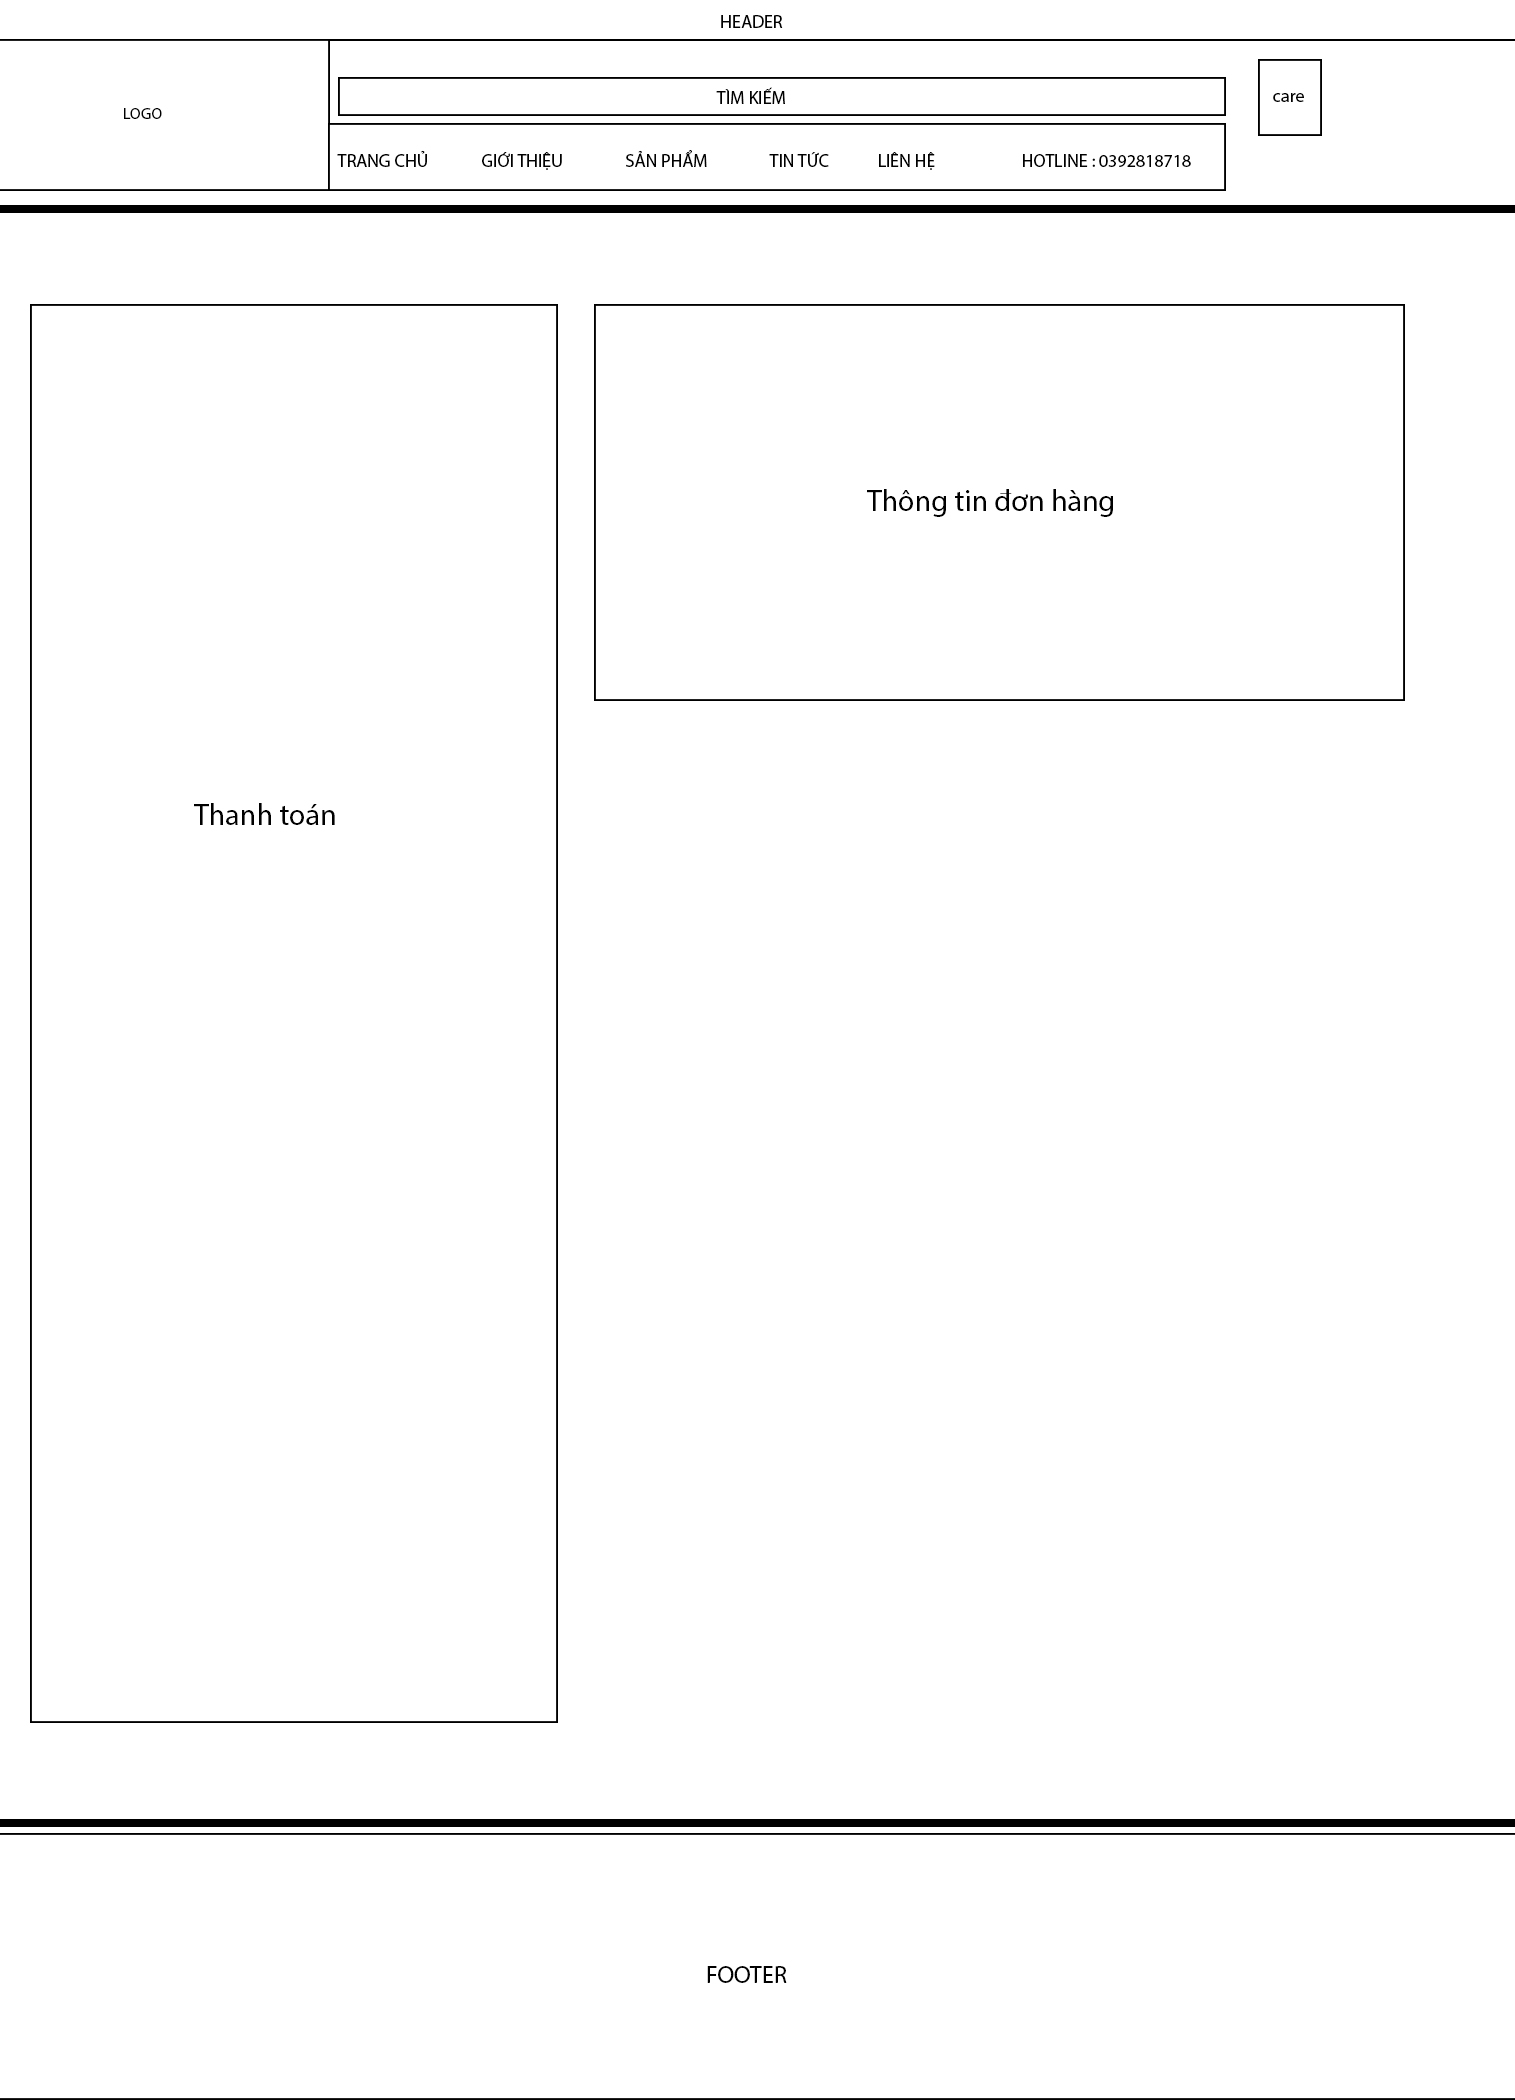 HEADER
LOGO
TÌM KIẾM
care
TRANG CHỦ
GIỚI THIỆU
SẢN PHẨM
TIN TỨC
LIÊN HỆ
HOTLINE : 0392818718
Thông tin đơn hàng
Thanh toán
FOOTER